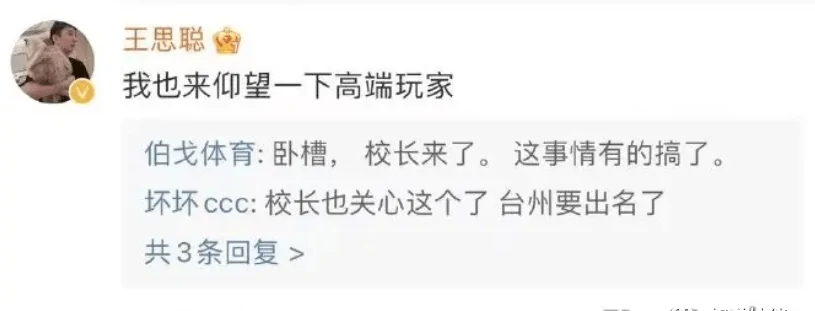 王思聪
我也来仰望一下高端玩家
伯戈体育: 卧槽， 校长来了。 这事情有的搞了。
坏坏ccc: 校长也关心这个了 台州要出名了
共3条回复 >